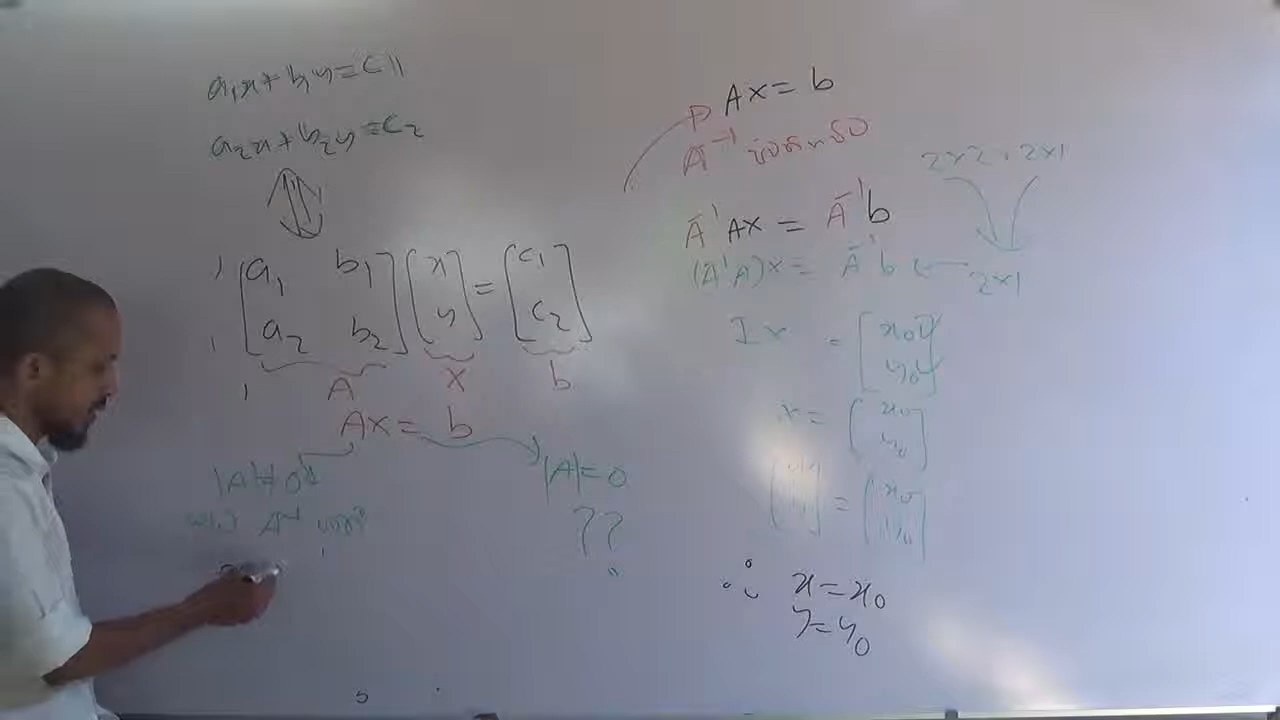 a₁x + b₁y = c₁
a₂x + b₂y = c₂
[a₁ b₁] [x] = [c₁]
[a₂ b₂] [y] [c₂]
A X b
AX = b
|A| ≠ 0
A⁻¹
|A| = 0
??
AX = b
A⁻¹
A⁻¹AX = A⁻¹b
(A⁻¹A)X = A⁻¹b
2×2 · 2×1
2×1
IX = [x₀]
[y₀]
X = [x₀]
[y₀]
[x] = [x₀]
[y] [y₀]
∴ x = x₀
y = y₀